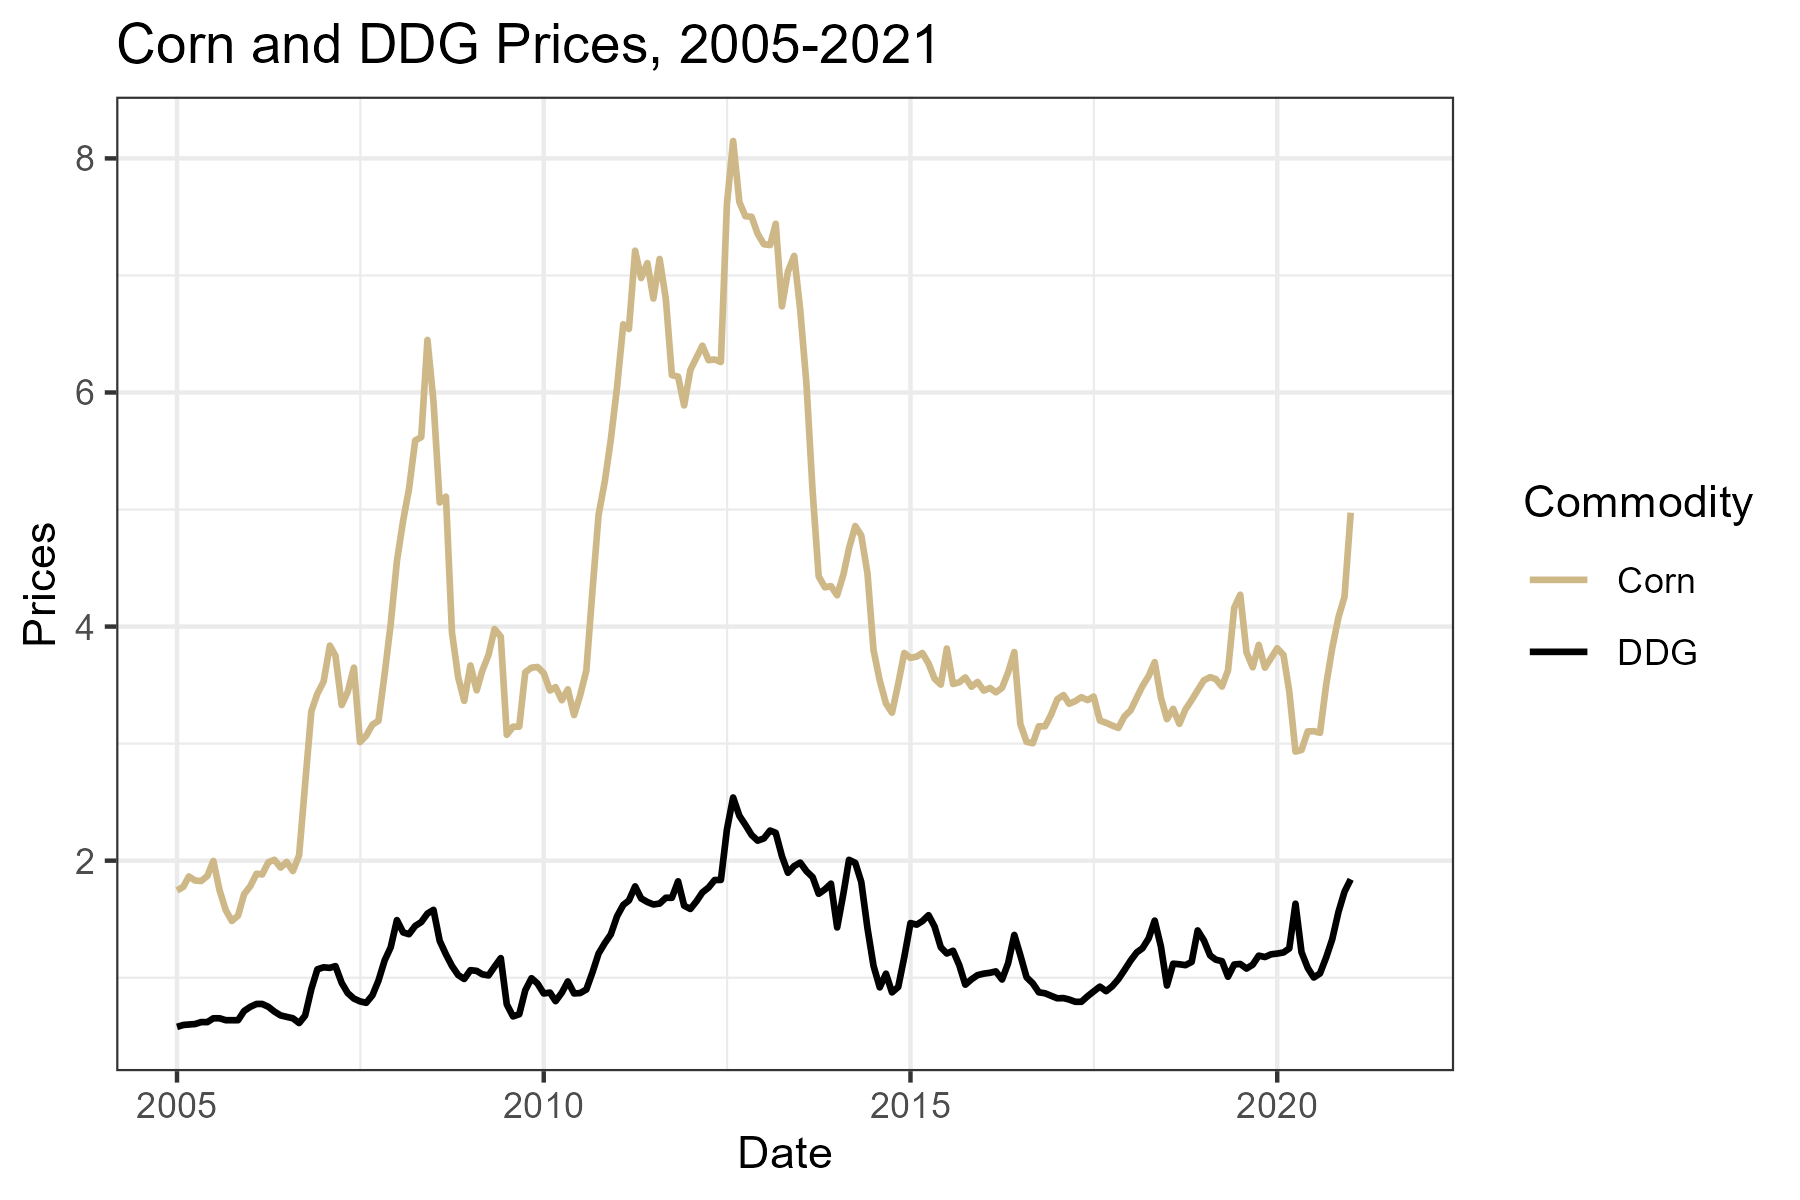 Corn and DDG Prices, 2005-2021
Prices
8
6
4
2
2005 2010 2015 2020
Date
Commodity
Corn
DDG